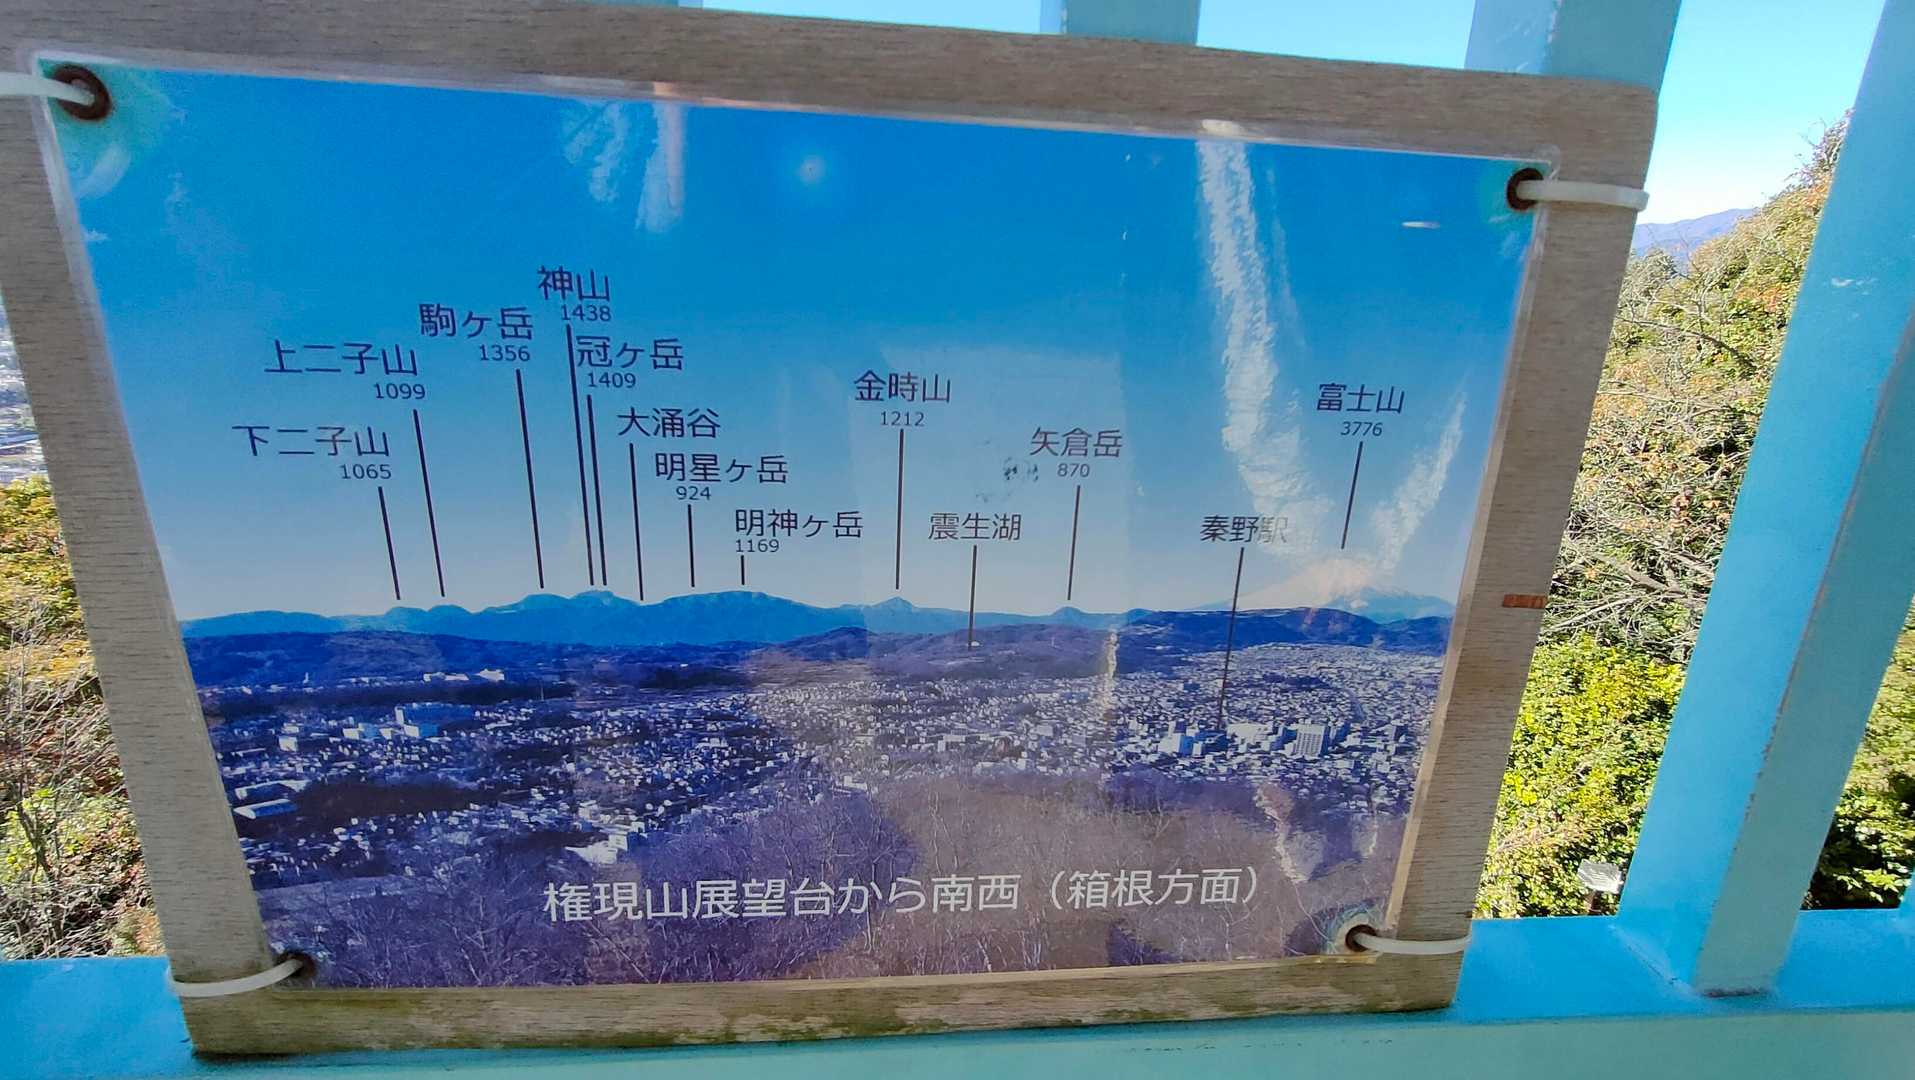 神山
1438
駒ヶ岳
1356
冠ヶ岳
1409
上二子山
1099
大涌谷
下二子山
1065
明星ヶ岳
924
明神ヶ岳
1169
金時山
1212
矢倉岳
870
震生湖
富士山
3776
秦野駅
権現山展望台から南西（箱根方面）